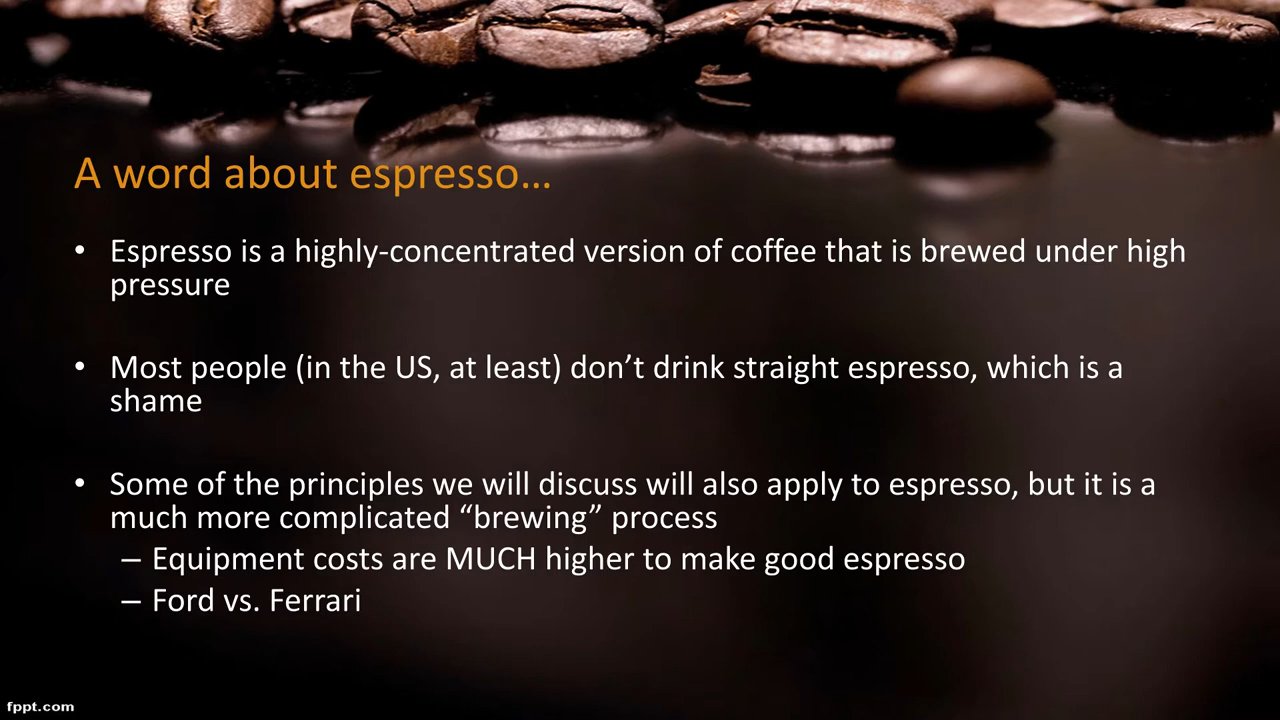 A word about espresso…
• Espresso is a highly-concentrated version of coffee that is brewed under high
pressure
• Most people (in the US, at least) don’t drink straight espresso, which is a
shame
• Some of the principles we will discuss will also apply to espresso, but it is a
much more complicated “brewing” process
– Equipment costs are MUCH higher to make good espresso
– Ford vs. Ferrari
fppt.com